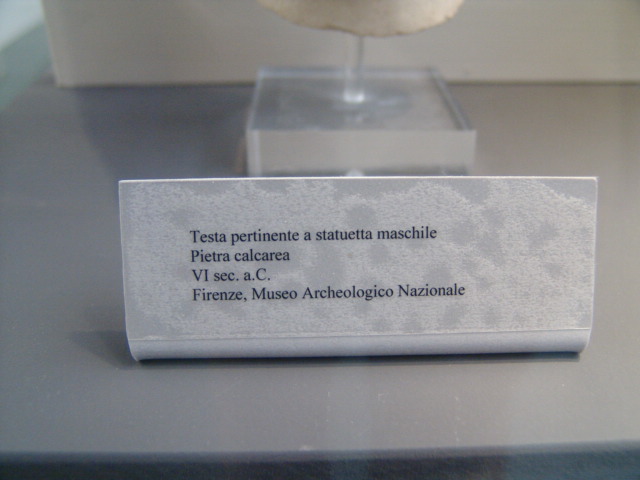 Testa pertinente a statuetta maschile
Pietra calcarea
VI sec. a.C.
Firenze, Museo Archeologico Nazionale